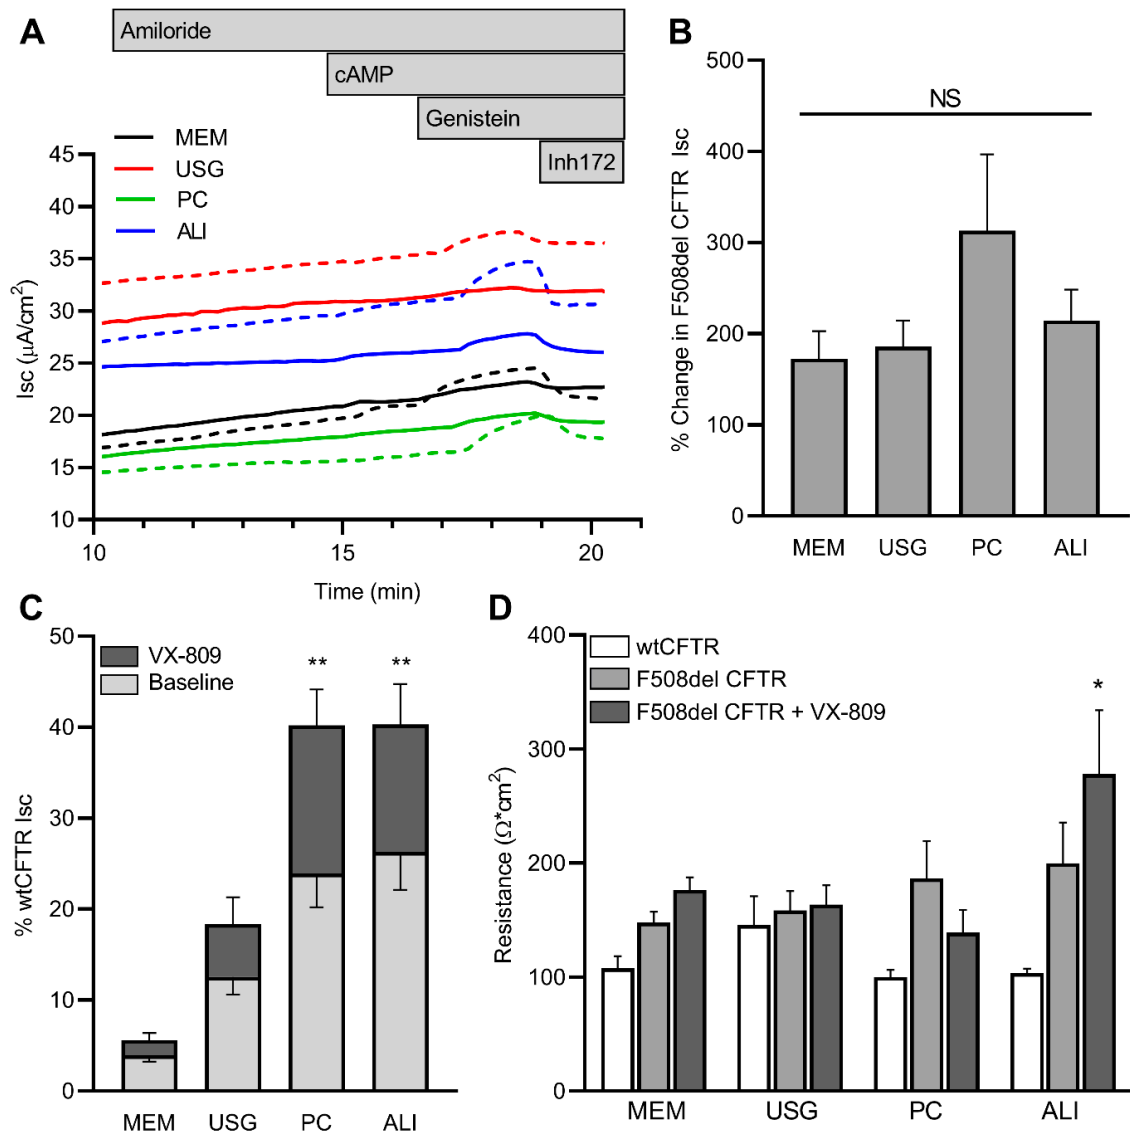 A
Amiloride
cAMP
Genistein
Inh172
MEM
USG
PC
ALI
45
40
35
30
25
20
15
10
Isc (µA/cm²)
10
15
20
Time (min)
B
500
400
300
200
100
0
% Change in F508del CFTR Isc
NS
MEM
USG
PC
ALI
C
50
40
30
20
10
0
% wtCFTR Isc
VX-809
Baseline
**
**
MEM
USG
PC
ALI
D
400
300
200
100
0
Resistance (Ω*cm²)
wtCFTR
F508del CFTR
F508del CFTR + VX-809
*
MEM
USG
PC
ALI